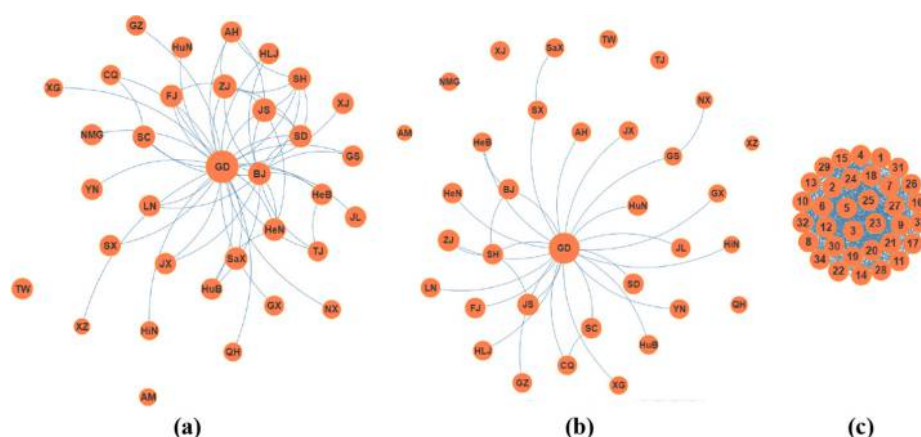 GZ
HuN
AH
HLJ
CQ
XG
FJ
ZJ
SH
JS
XJ
NMG
SC
SD
GS
GD
BJ
YN
LN
HeB
JL
SX
HeN
TJ
JX
SaX
HuB
TW
GX
NX
XZ
HiN
QH
AM
(a)
XJ
SaX
TW
TJ
NMG
SX
NX
AM
HeB
AH
JX
XZ
GS
HeN
BJ
GX
HuN
ZJ
SH
GD
JL
HiN
LN
SD
FJ
JS
YN
QH
SC
HLJ
HuB
CQ
GZ
XG
(b)
15
4
1
29
31
24
18
13
2
7
26
10
6
5
25
27
16
32
12
3
23
9
8
30
20
21
17
34
19
11
22
14
28
(c)